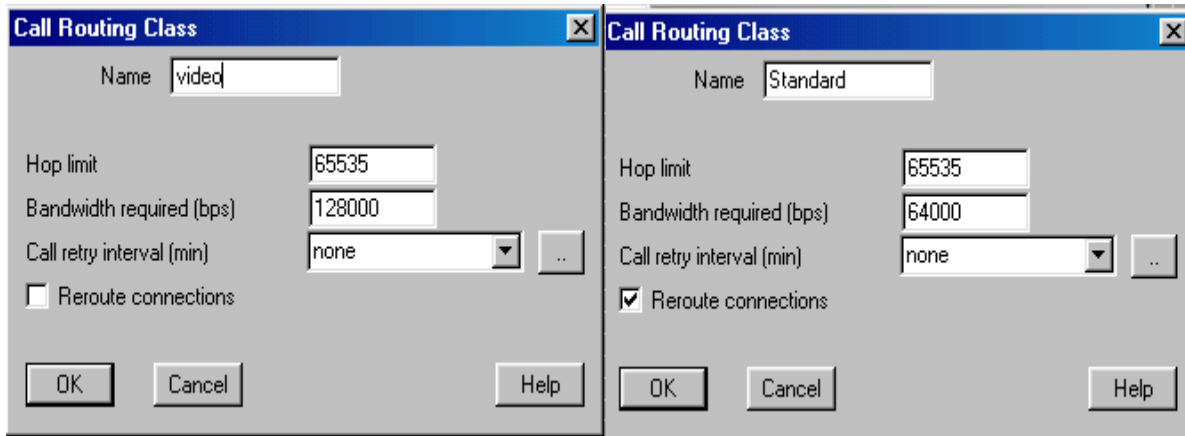 Call Routing Class
Name video
Hop limit 65535
Bandwidth required (bps) 128000
Call retry interval (min) none ..
Reroute connections
OK Cancel Help
Call Routing Class
Name Standard
Hop limit 65535
Bandwidth required (bps) 64000
Call retry interval (min) none ..
Reroute connections
OK Cancel Help